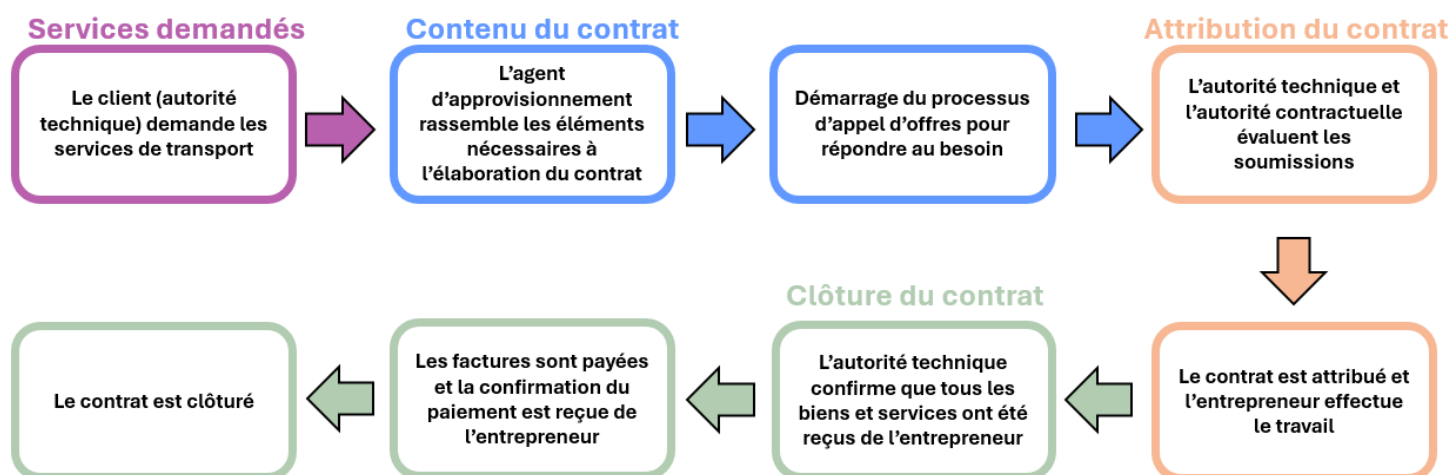 Services demandés
Le client (autorité
technique) demande les
services de transport
Contenu du contrat
L'agent
d'approvisionnement
rassemble les éléments
nécessaires à
l'élaboration du contrat
Démarrage du processus
d'appel d'offres pour
répondre au besoin
Attribution du contrat
L'autorité technique et
l'autorité contractuelle
évaluent les
soumissions
Le contrat est attribué et
l'entrepreneur effectue
le travail
Clôture du contrat
L'autorité technique
confirme que tous les
biens et services ont été
reçus de l'entrepreneur
Les factures sont payées
et la confirmation du
paiement est reçue de
l'entrepreneur
Le contrat est clôturé